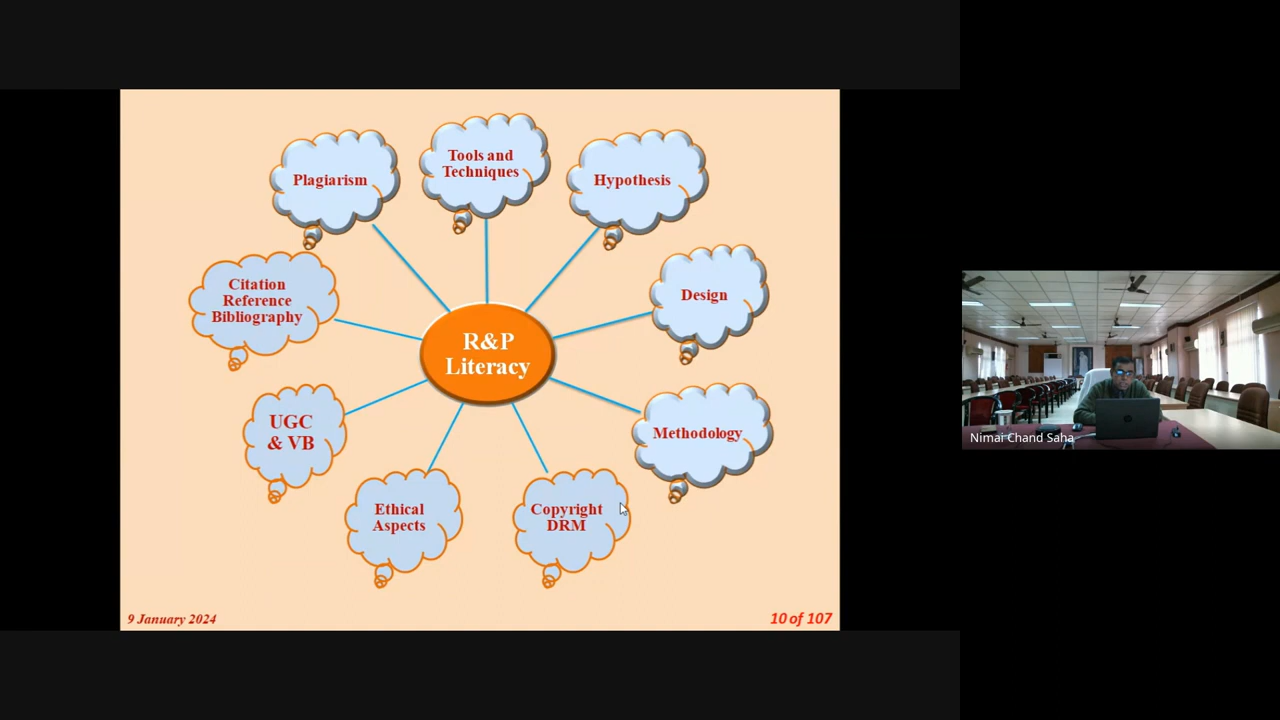 Tools and
Techniques
Plagiarism
Hypothesis
Citation
Reference
Bibliography
Design
R&P
Literacy
UGC
& VB
Methodology
Ethical
Aspects
Copyright
DRM
9 January 2024
10 of 107
Nimai Chand Saha